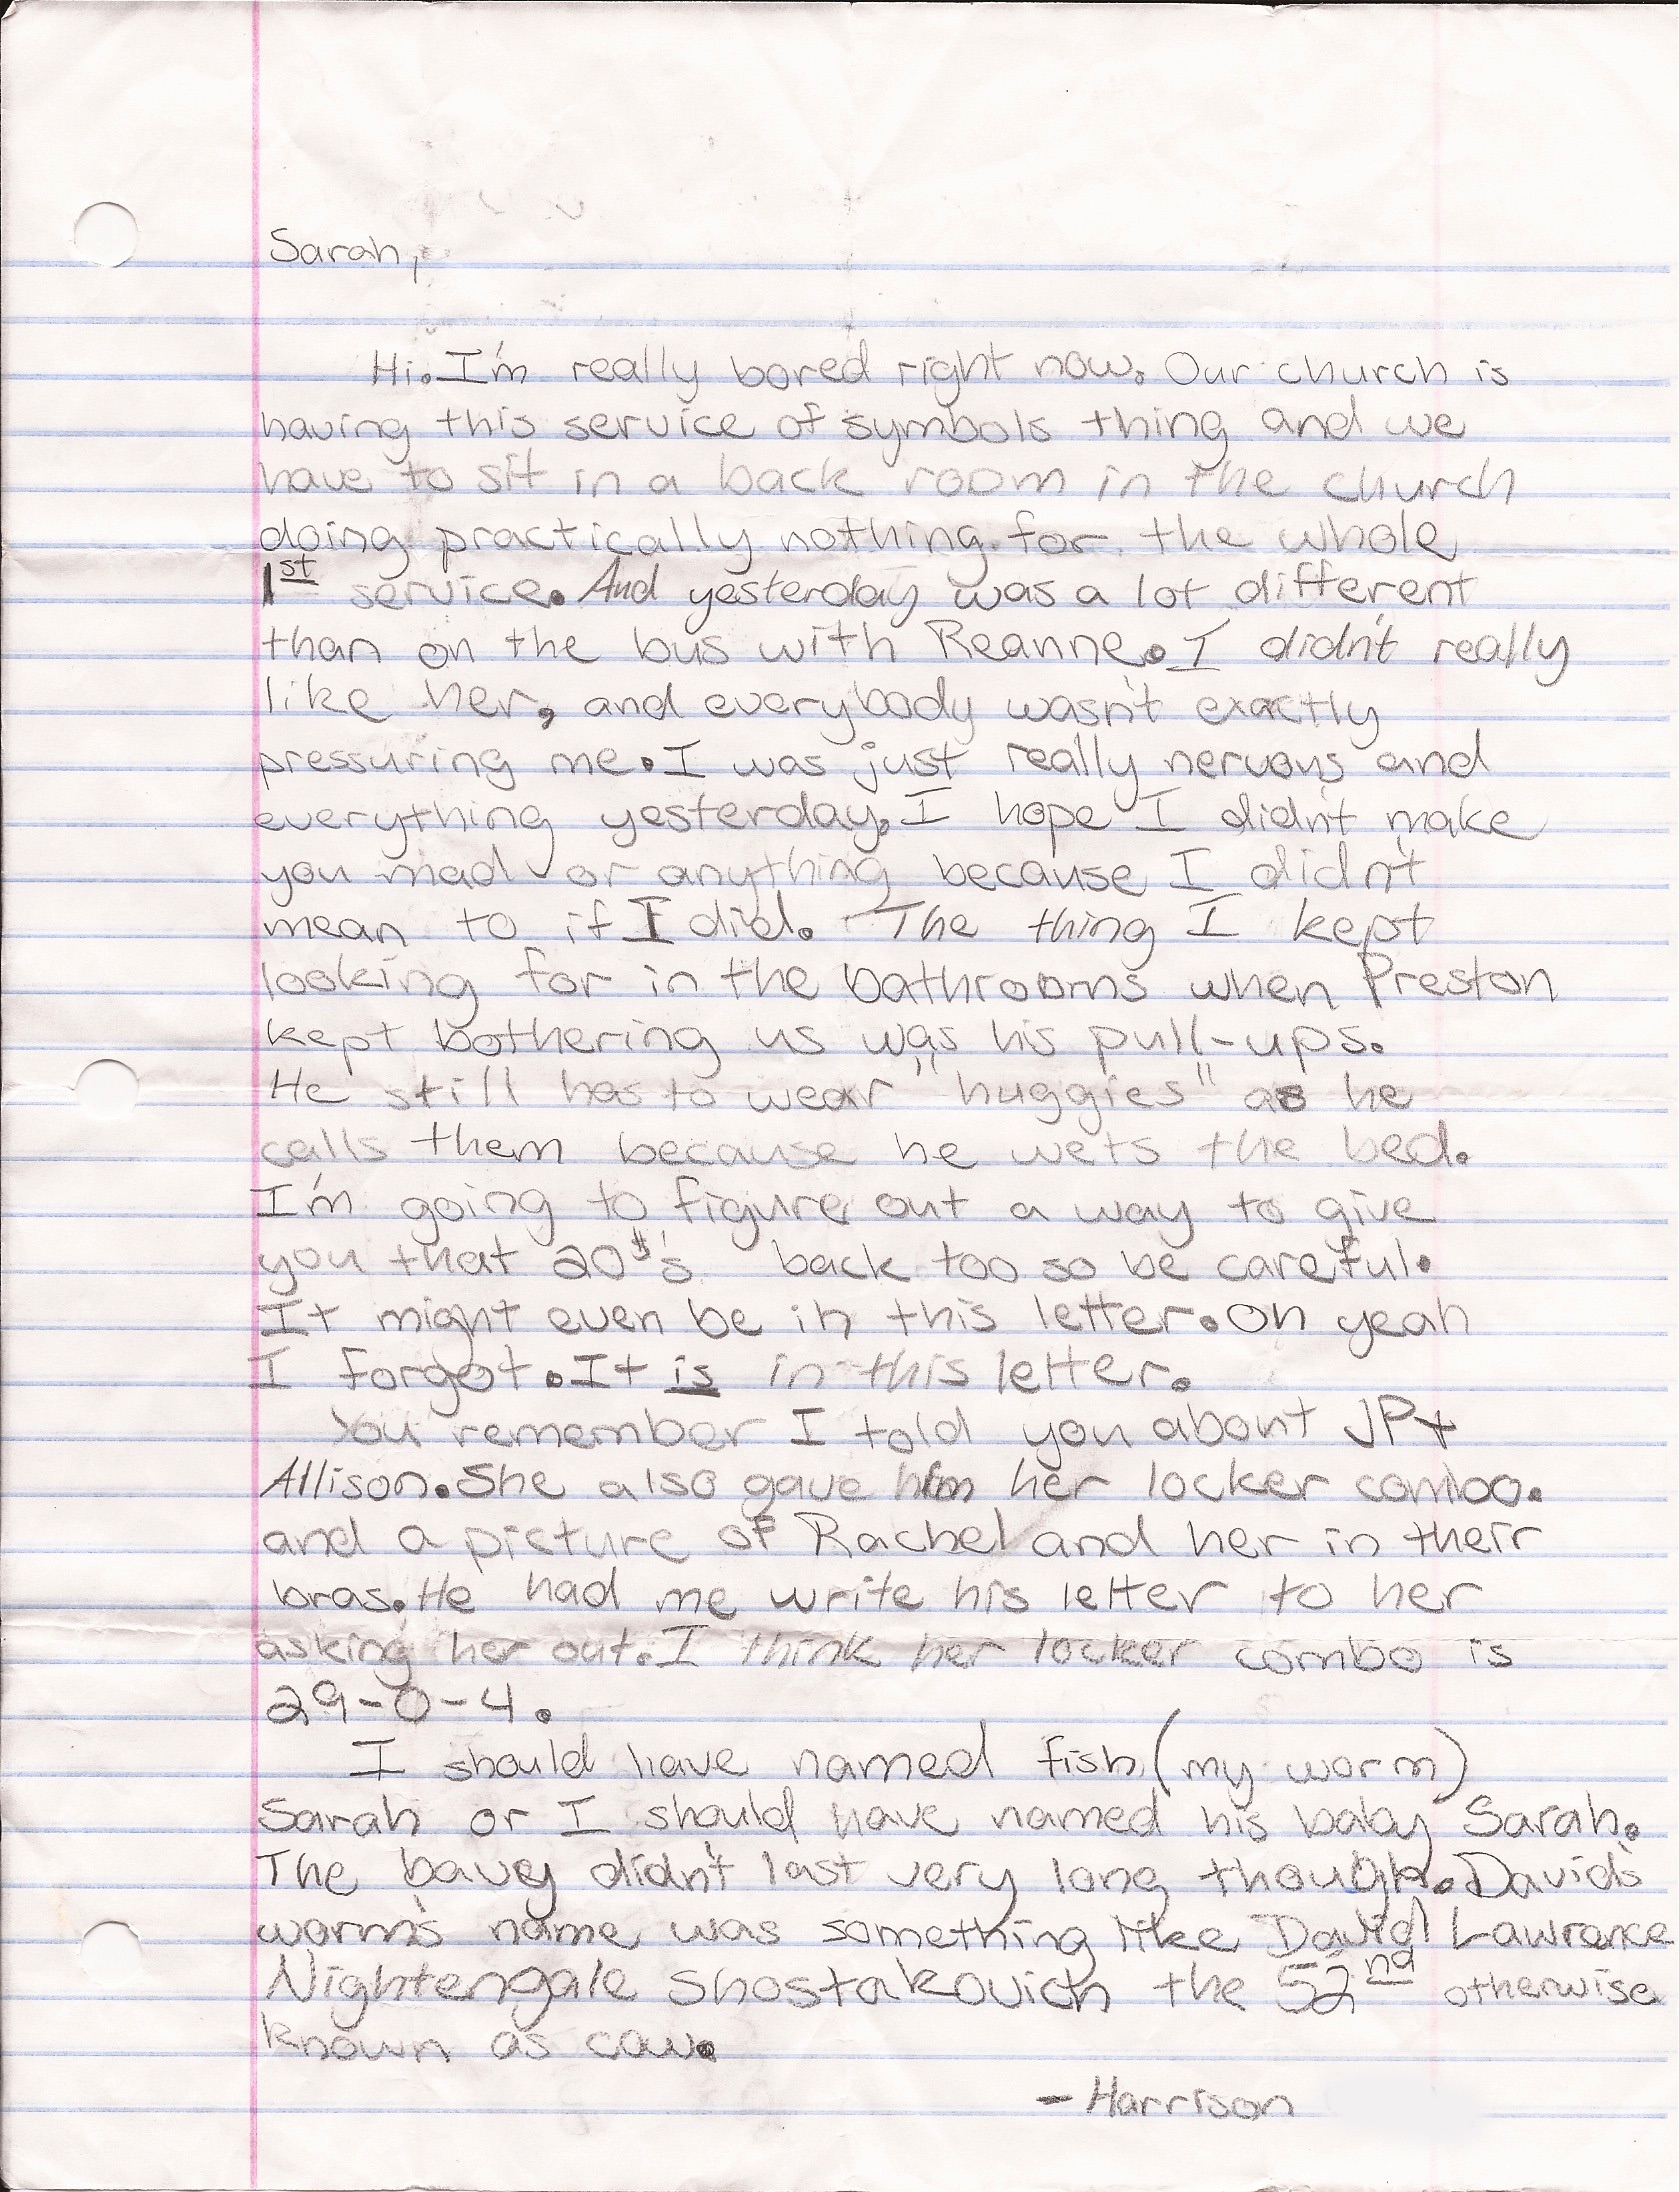 Sarah,
Hi. I'm really bored right now. Our church is
having this service of symbols thing and we
have to sit in a back room in the church
doing practically nothing for the whole
1st service. And yesterday was a lot different
than on the bus with Reanne. I didn't really
like her, and everybody wasn't exactly
pressuring me. I was just really nervous and
everything yesterday. I hope I didn't make
you mad or anything because I didn't
mean to if I did. The thing I kept
looking for in the bathrooms when Preston
kept bothering us was his pull-ups.
He still has to wear "huggies" as he
calls them because he wets the bed.
I'm going to figure out a way to give
you that 20$'s back too so be careful.
It might even be in this letter. Oh yeah
I forgot. It is in this letter.
You remember I told you about JP +
Allison. She also gave him her locker combo.
and a picture of Rachel and her in their
bras. He had me write his letter to her
asking her out. I think her locker combo is
29-0-4.
I should have named fish (my worm)
Sarah or I should have named his baby Sarah.
The bavy didn't last very long though. David's
worm's name was something like David Lawrence
Nightengale Shostakovich the 52nd otherwise
known as caw.
- Harrison